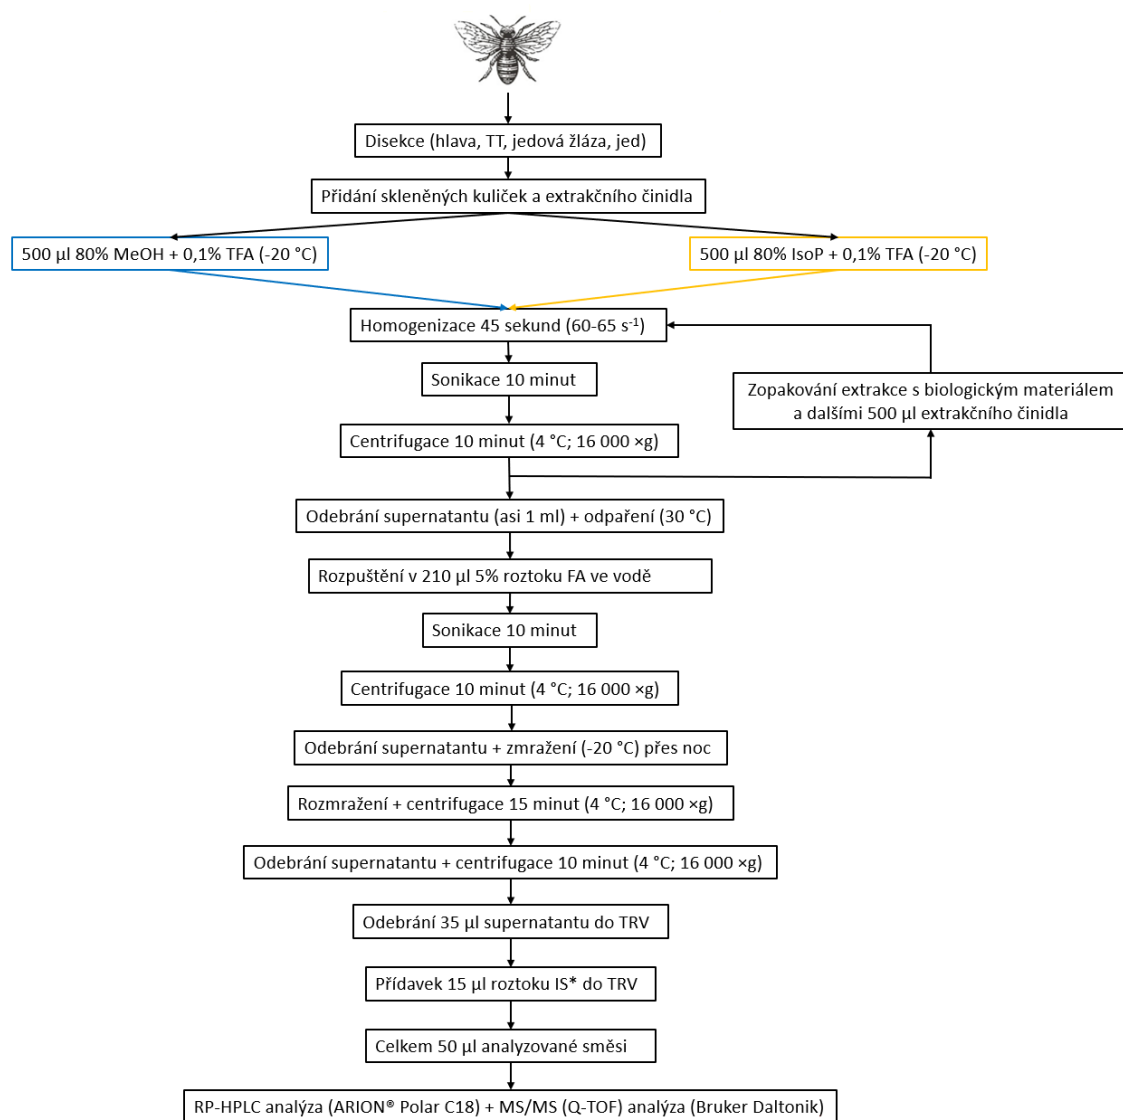 Disekce (hlava, TT, jedová žláza, jed)
Přidání skleněných kuliček a extrakčního činidla
500 µl 80% MeOH + 0,1% TFA (-20 °C)
500 µl 80% IsoP + 0,1% TFA (-20 °C)
Homogenizace 45 sekund (60-65 s⁻¹)
Sonikace 10 minut
Zopakování extrakce s biologickým materiálem
a dalšími 500 µl extrakčního činidla
Centrifugace 10 minut (4 °C; 16 000 ×g)
Odebrání supernatantu (asi 1 ml) + odpaření (30 °C)
Rozpuštění v 210 µl 5% roztoku FA ve vodě
Sonikace 10 minut
Centrifugace 10 minut (4 °C; 16 000 ×g)
Odebrání supernatantu + zmražení (-20 °C) přes noc
Rozmražení + centrifugace 15 minut (4 °C; 16 000 ×g)
Odebrání supernatantu + centrifugace 10 minut (4 °C; 16 000 ×g)
Odebrání 35 µl supernatantu do TRV
Přídavek 15 µl roztoku IS* do TRV
Celkem 50 µl analyzované směsi
RP-HPLC analýza (ARION® Polar C18) + MS/MS (Q-TOF) analýza (Bruker Daltonik)